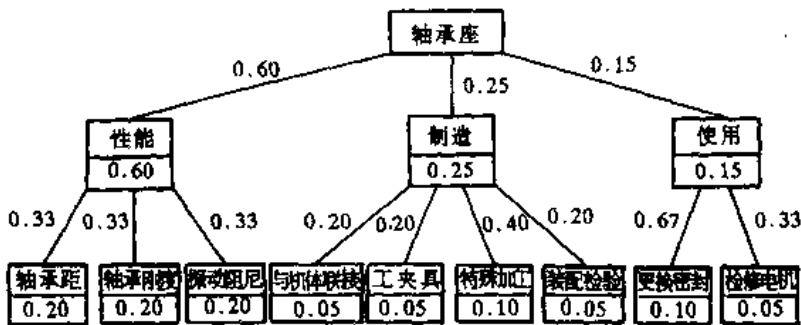 轴承座
0.60
0.25
0.15
性能
制造
使用
0.60
0.25
0.15
0.33
0.33
0.33
0.20
0.20
0.40
0.20
0.67
0.33
轴承距
轴承刚度
振动阻尼
与机体联接
工夹具
特殊加工
装配检验
更换密封
检修电机
0.20
0.20
0.20
0.05
0.05
0.10
0.05
0.10
0.05